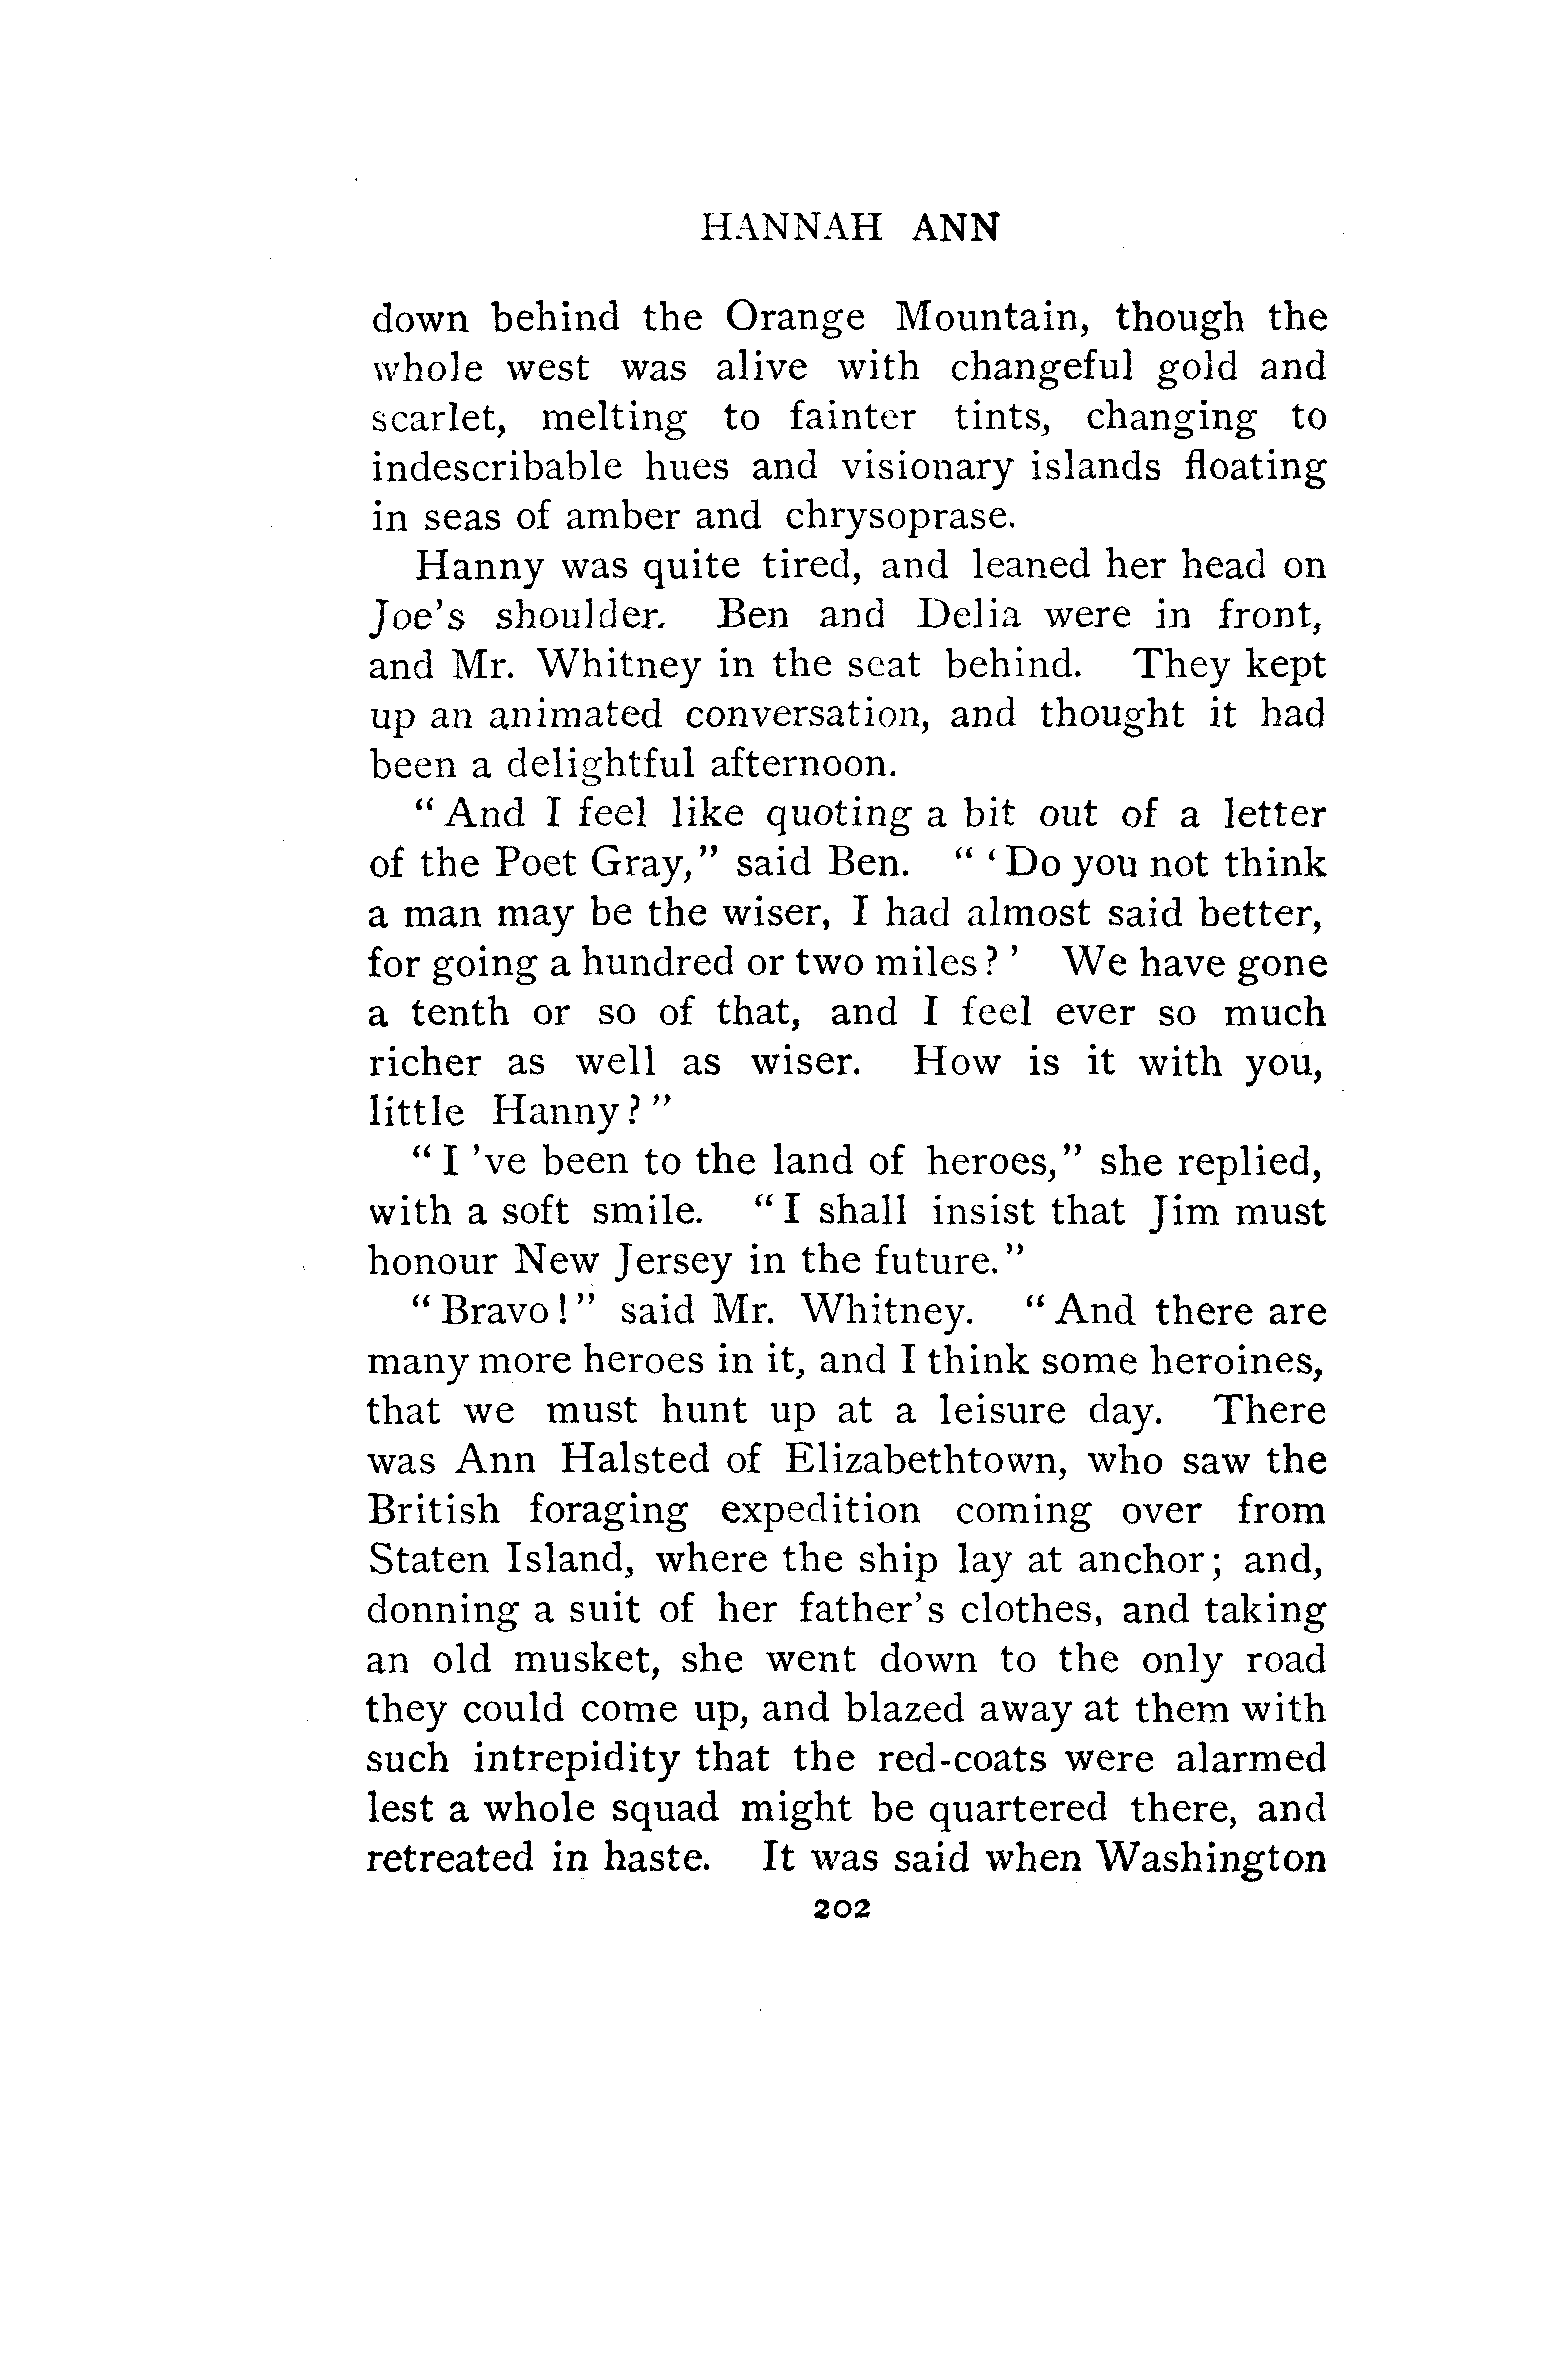 HANNAH ANN
down behind the Orange Mountain, though the
whole west was alive with changeful gold and
scarlet, melting to fainter tints, changing to
indescribable hues and visionary islands floating
in seas of amber and chrysoprase.
Hanny was quite tired, and leaned her head on
Joe's shoulder. Ben and Delia were in front,
and Mr. Whitney in the seat behind. They kept
up an animated conversation, and thought it had
been a delightful afternoon.
"And I feel like quoting a bit out of a letter
of the Poet Gray," said Ben. "'Do you not think
a man may be the wiser, I had almost said better,
for going a hundred or two miles?' We have gone
a tenth or so of that, and I feel ever so much
richer as well as wiser. How is it with you,
little Hanny?"
"I 've been to the land of heroes," she replied,
with a soft smile. "I shall insist that Jim must
honour New Jersey in the future."
"Bravo!" said Mr. Whitney. "And there are
many more heroes in it, and I think some heroines,
that we must hunt up at a leisure day. There
was Ann Halsted of Elizabethtown, who saw the
British foraging expedition coming over from
Staten Island, where the ship lay at anchor; and,
donning a suit of her father's clothes, and taking
an old musket, she went down to the only road
they could come up, and blazed away at them with
such intrepidity that the red-coats were alarmed
lest a whole squad might be quartered there, and
retreated in haste. It was said when Washington
202